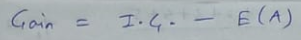 Gain = I.G. - E(A)